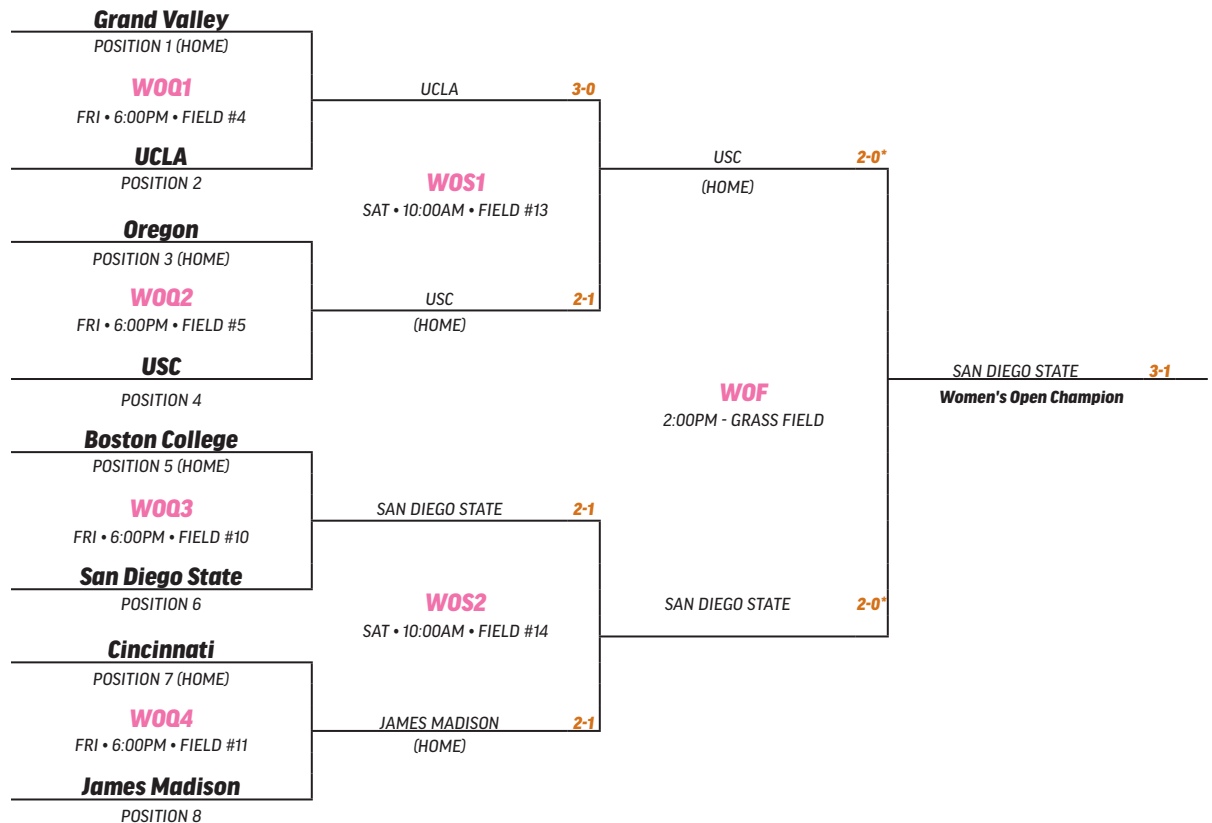 Grand Valley
POSITION 1 (HOME)
WOQ1
FRI • 6:00PM • FIELD #4
UCLA
POSITION 2
Oregon
POSITION 3 (HOME)
WOQ2
FRI • 6:00PM • FIELD #5
USC
POSITION 4
Boston College
POSITION 5 (HOME)
WOQ3
FRI • 6:00PM • FIELD #10
San Diego State
POSITION 6
Cincinnati
POSITION 7 (HOME)
WOQ4
FRI • 6:00PM • FIELD #11
James Madison
POSITION 8
UCLA 3-0
WOS1
SAT • 10:00AM • FIELD #13
USC 2-1
(HOME)
SAN DIEGO STATE 2-1
WOS2
SAT • 10:00AM • FIELD #14
JAMES MADISON 2-1
(HOME)
USC 2-0*
(HOME)
WOF
2:00PM - GRASS FIELD
SAN DIEGO STATE 2-0*
SAN DIEGO STATE 3-1
Women's Open Champion